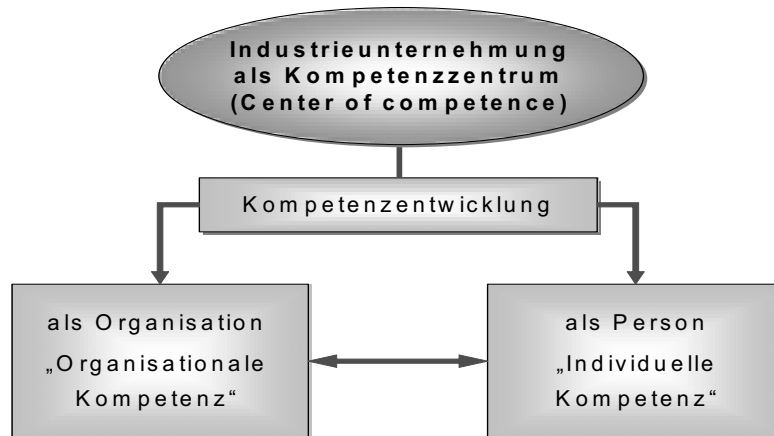 Industrieunternehmung
als Kompetenzzentrum
(Center of competence)
Kompetenzentwicklung
als Organisation
„Organisationale
Kompetenz“
als Person
„Individuelle
Kompetenz“